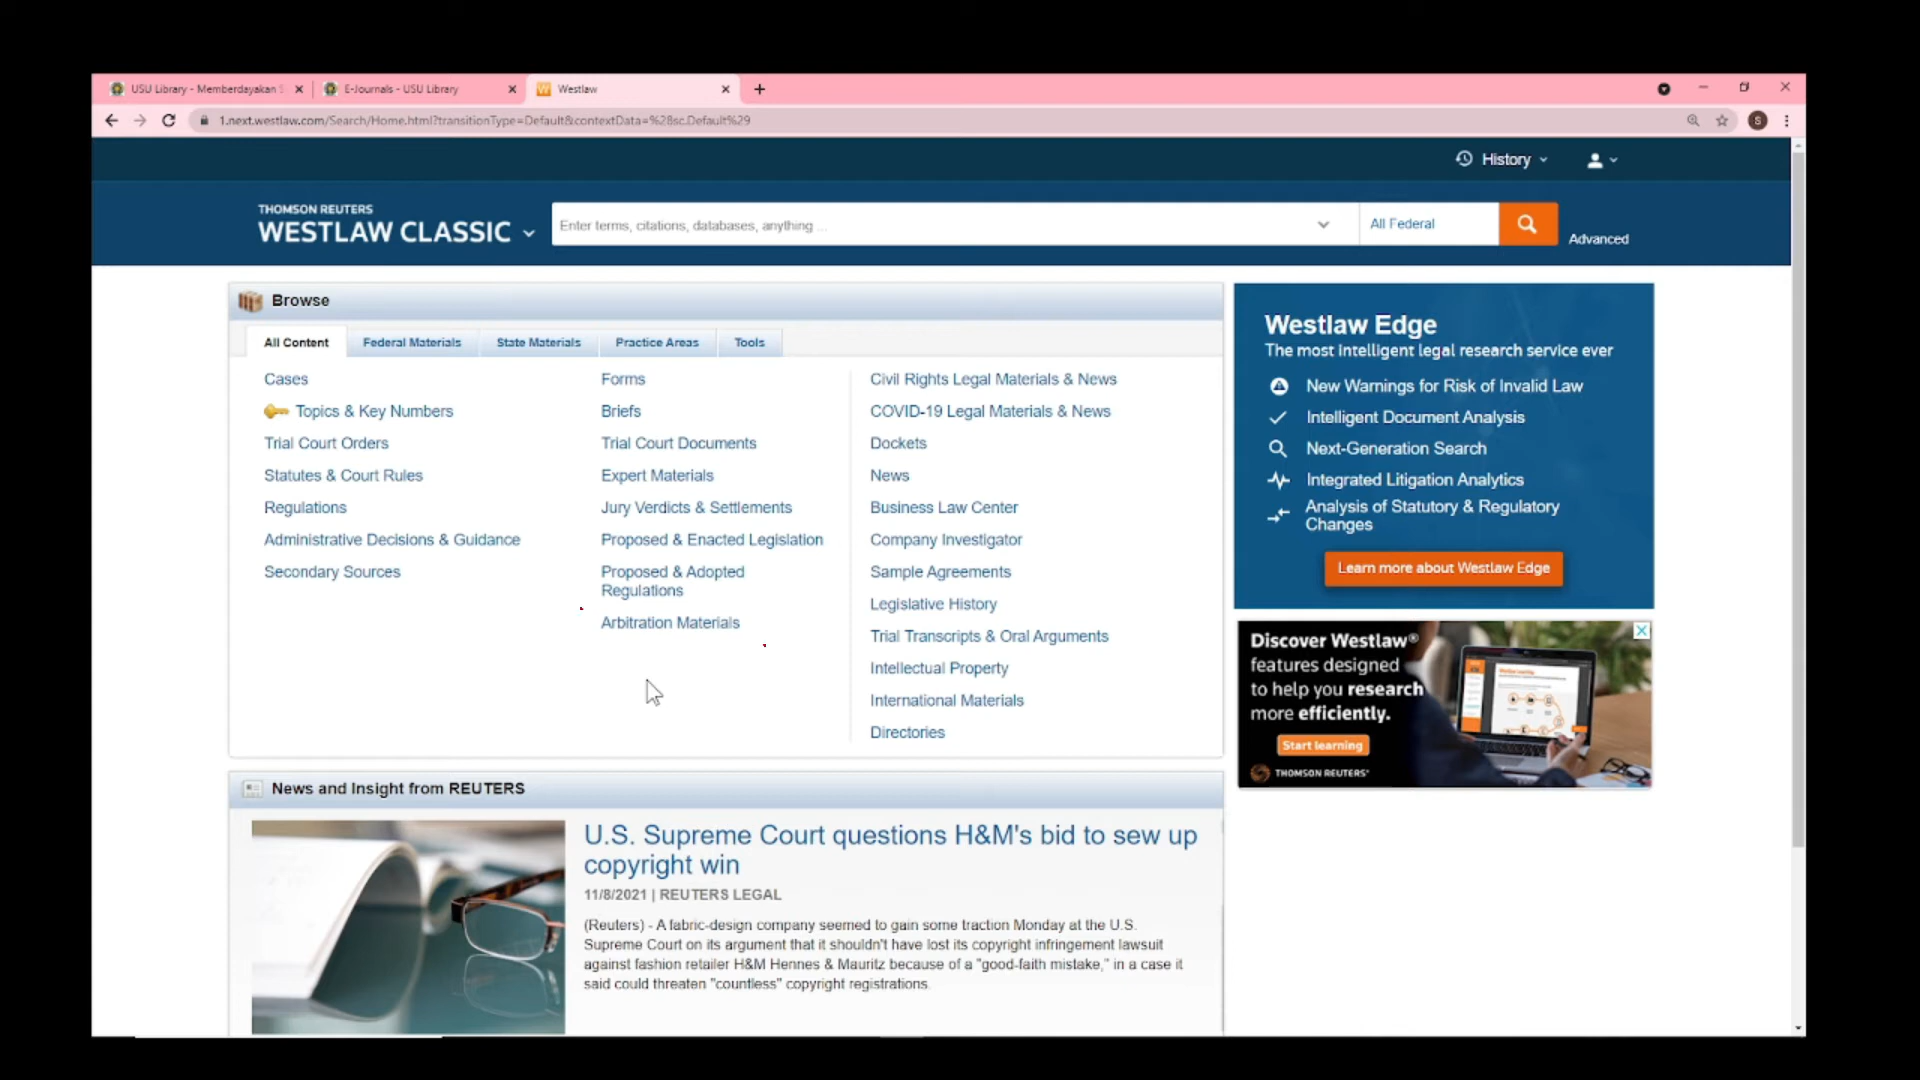 USU Library - Memberdayakan S
E-Journals - USU Library
Westlaw
1.next.westlaw.com/Search/Home.html?transitionType=Default&contextData=%28sc.Default%29
S
History
THOMSON REUTERS
WESTLAW CLASSIC
Enter terms, citations, databases, anything ...
All Federal
Advanced
Browse
All Content
Federal Materials
State Materials
Practice Areas
Tools
Cases
Topics & Key Numbers
Trial Court Orders
Statutes & Court Rules
Regulations
Administrative Decisions & Guidance
Secondary Sources
Forms
Briefs
Trial Court Documents
Expert Materials
Jury Verdicts & Settlements
Proposed & Enacted Legislation
Proposed & Adopted
Regulations
Arbitration Materials
Civil Rights Legal Materials & News
COVID-19 Legal Materials & News
Dockets
News
Business Law Center
Company Investigator
Sample Agreements
Legislative History
Trial Transcripts & Oral Arguments
Intellectual Property
International Materials
Directories
Westlaw Edge
The most intelligent legal research service ever
New Warnings for Risk of Invalid Law
Intelligent Document Analysis
Next-Generation Search
Integrated Litigation Analytics
Analysis of Statutory & Regulatory
Changes
Learn more about Westlaw Edge
Discover Westlaw®
features designed
to help you research
more efficiently.
Start learning
THOMSON REUTERS®
News and Insight from REUTERS
U.S. Supreme Court questions H&M's bid to sew up
copyright win
11/8/2021 | REUTERS LEGAL
(Reuters) - A fabric-design company seemed to gain some traction Monday at the U.S.
Supreme Court on its argument that it shouldn't have lost its copyright infringement lawsuit
against fashion retailer H&M Hennes & Mauritz because of a "good-faith mistake," in a case it
said could threaten "countless" copyright registrations.